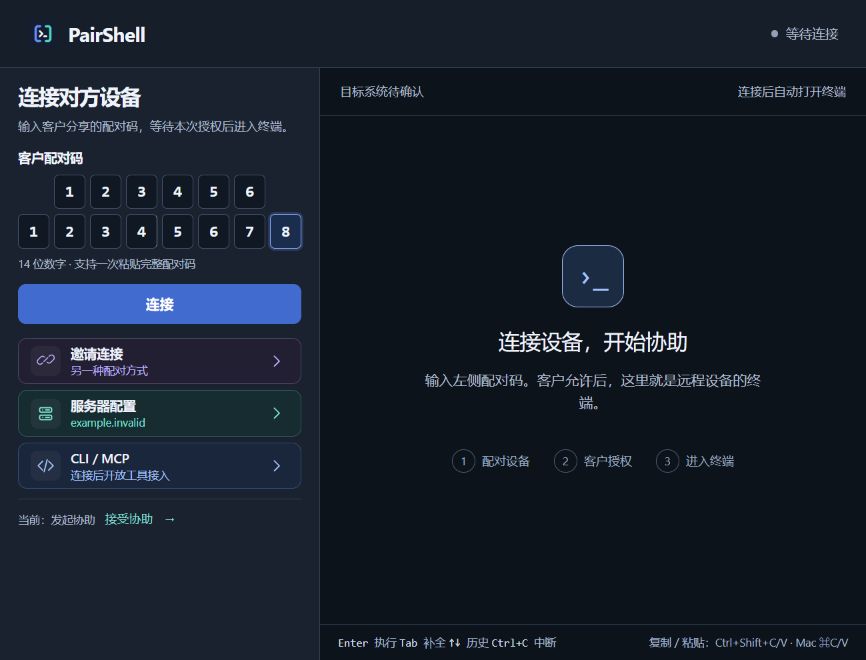 PairShell
等待连接
连接对方设备
输入客户分享的配对码，等待本次授权后进入终端。
客户配对码
1 2 3 4 5 6
1 2 3 4 5 6 7 8
14 位数字 · 支持一次粘贴完整配对码
连接
邀请连接
另一种配对方式
服务器配置
example.invalid
CLI / MCP
连接后开放工具接入
当前：发起协助 接受协助 →
目标系统待确认
连接后自动打开终端
连接设备，开始协助
输入左侧配对码。客户允许后，这里就是远程设备的终
端。
1 配对设备 2 客户授权 3 进入终端
Enter 执行 Tab 补全 ↑↓ 历史 Ctrl+C 中断
复制 / 粘贴：Ctrl+Shift+C/V · Mac ⌘C/V